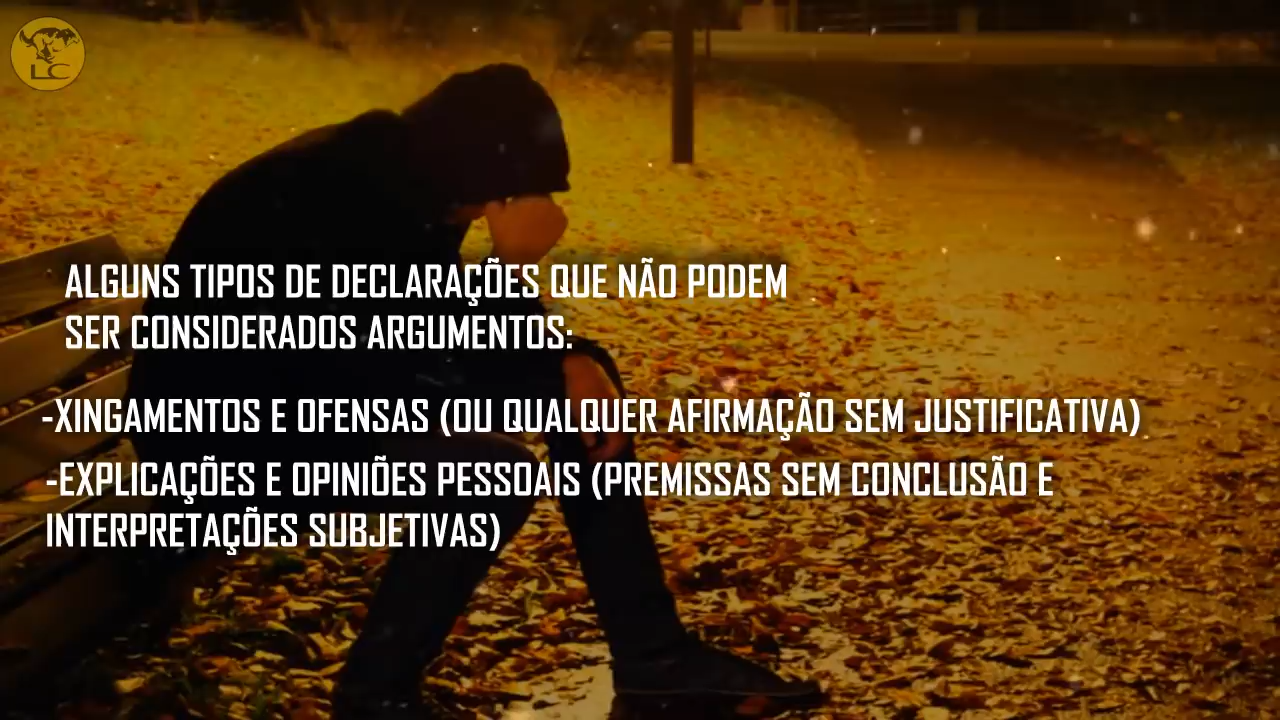 LC
ALGUNS TIPOS DE DECLARAÇÕES QUE NÃO PODEM
SER CONSIDERADOS ARGUMENTOS:
-XINGAMENTOS E OFENSAS (OU QUALQUER AFIRMAÇÃO SEM JUSTIFICATIVA)
-EXPLICAÇÕES E OPINIÕES PESSOAIS (PREMISSAS SEM CONCLUSÃO E
INTERPRETAÇÕES SUBJETIVAS)